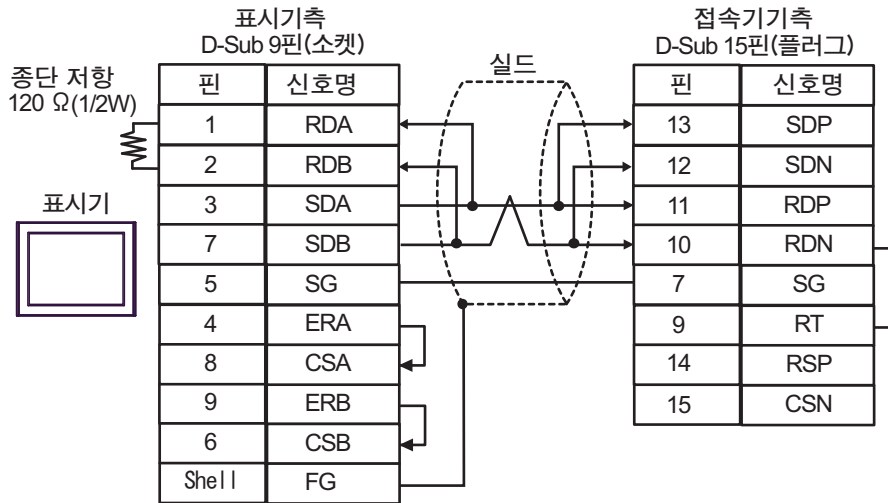 표시기측
D-Sub 9핀(소켓)
접속기기측
D-Sub 15핀(플러그)
종단 저항
120 Ω(1/2W)
실드
표시기
핀 신호명
1 RDA
2 RDB
3 SDA
7 SDB
5 SG
4 ERA
8 CSA
9 ERB
6 CSB
Shell FG
핀 신호명
13 SDP
12 SDN
11 RDP
10 RDN
7 SG
9 RT
14 RSP
15 CSN